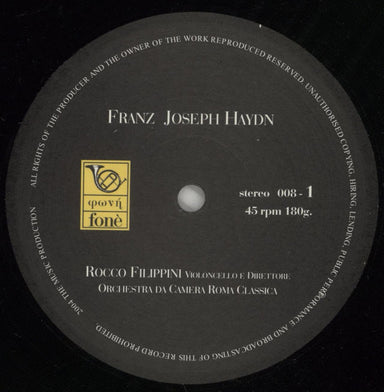 ALL RIGHTS OF THE PRODUCER AND THE OWNER OF THE WORK REPRODUCED RESERVED. UNAUTHORISED COPYING, HIRING, LENDING, PUBLIC PERFORMANCE AND BROADCASTING OF THIS RECORD PROHIBITED.
2004 THE MUSIC PRODUCTION
FRANZ JOSEPH HAYDN
φωνή
fonè
stereo 008 - 1
45 rpm 180g.
ROCCO FILIPPINI VIOLONCELLO E DIRETTORE
ORCHESTRA DA CAMERA ROMA CLASSICA